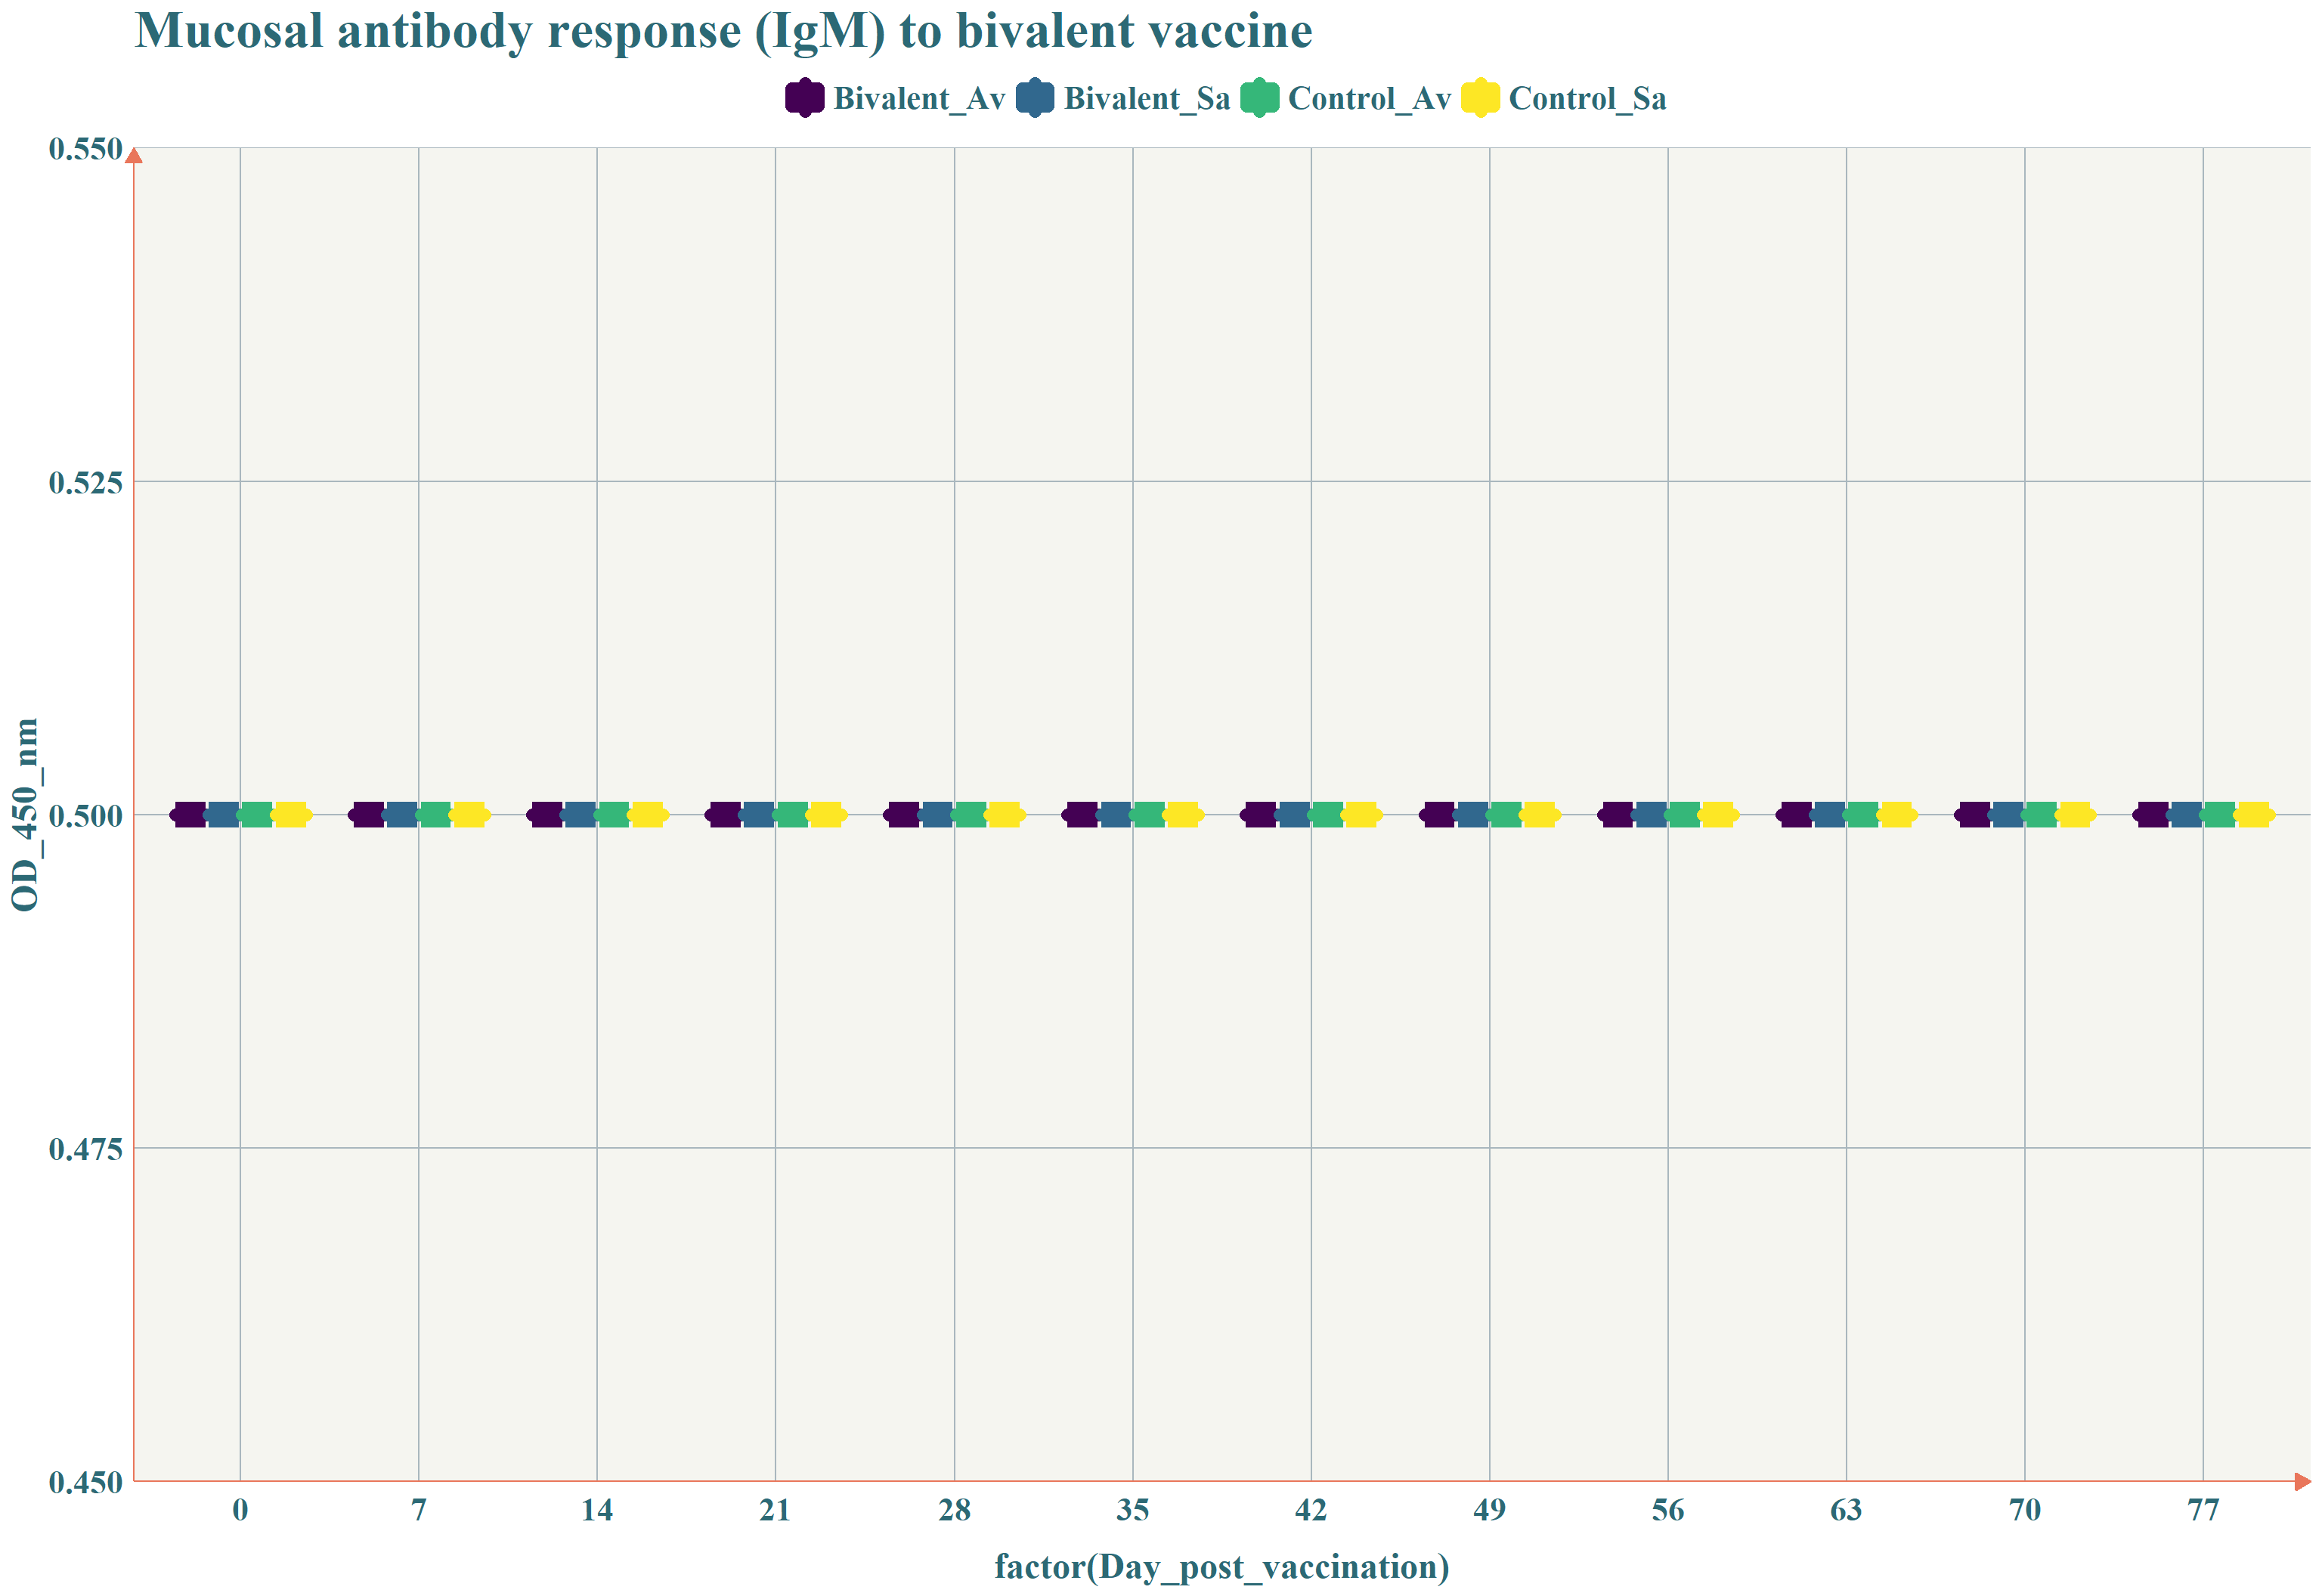 Mucosal antibody response (IgM) to bivalent vaccine
Bivalent_Av Bivalent_Sa Control_Av Control_Sa
0.550
0.525
0.500
0.475
0.450
OD_450_nm
0 7 14 21 28 35 42 49 56 63 70 77
factor(Day_post_vaccination)